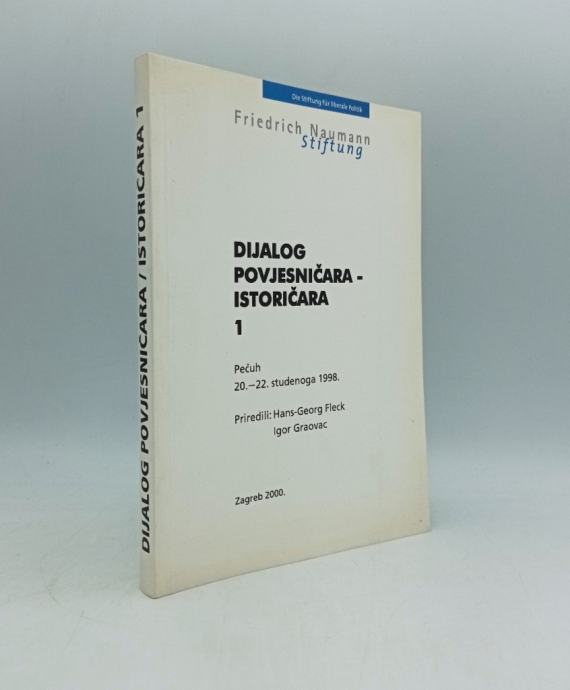 DIJALOG POVJESNIČARA / ISTORIČARA 1
Die Stiftung für liberale Politik
Friedrich Naumann
Stiftung
DIJALOG
POVJESNIČARA -
ISTORIČARA
1
Pečuh
20.—22. studenoga 1998.
Priredili: Hans-Georg Fleck
Igor Graovac
Zagreb 2000.